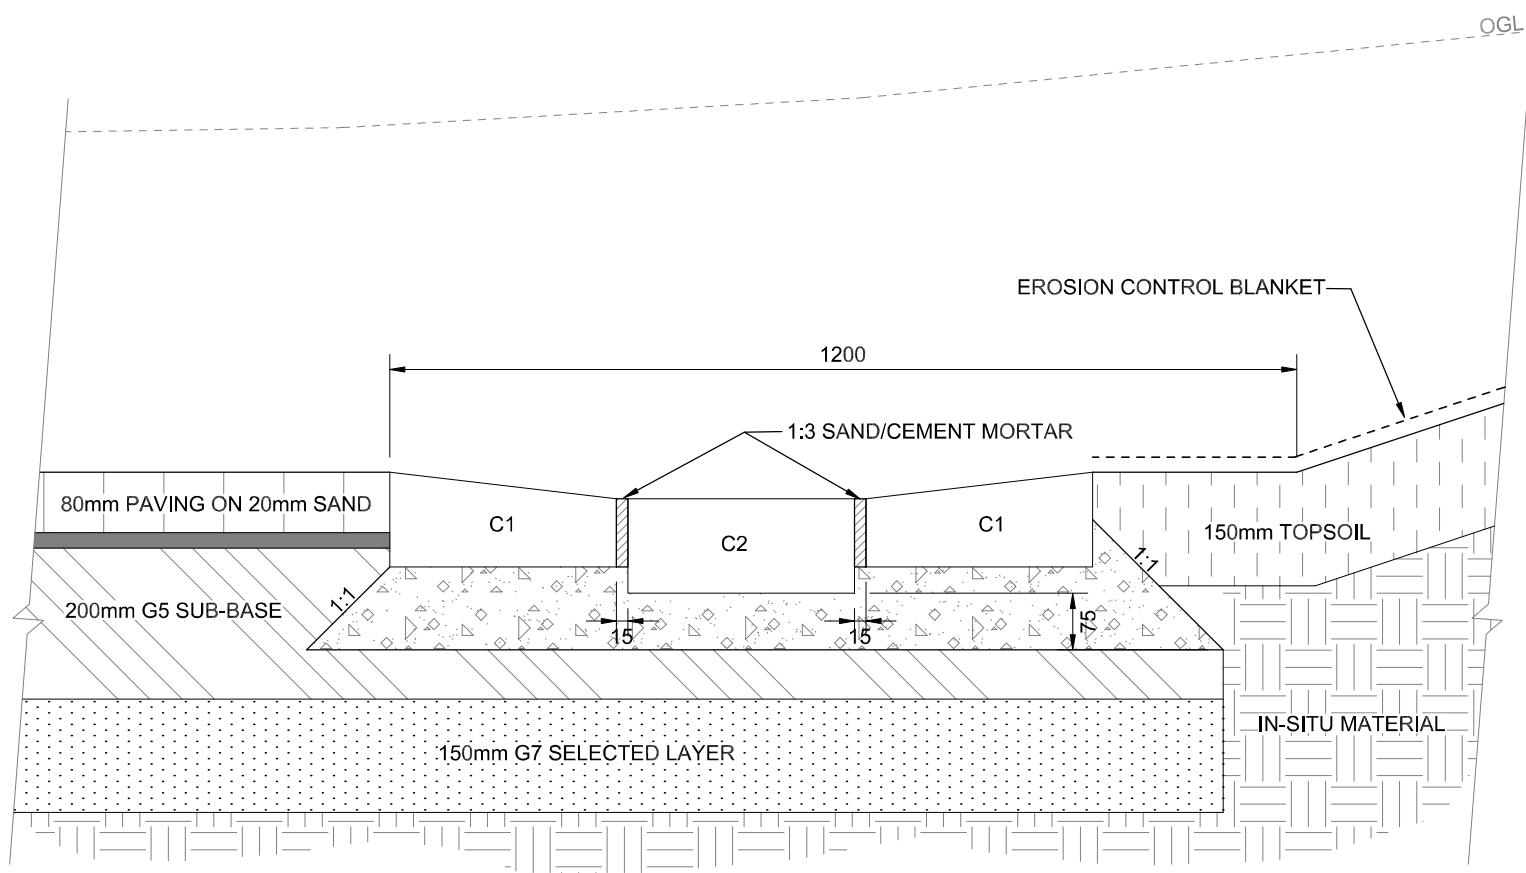 OGL
EROSION CONTROL BLANKET
1200
1:3 SAND/CEMENT MORTAR
80mm PAVING ON 20mm SAND
C1
C2
C1
150mm TOPSOIL
1:1
1:1
200mm G5 SUB-BASE
15
15
75
IN-SITU MATERIAL
150mm G7 SELECTED LAYER